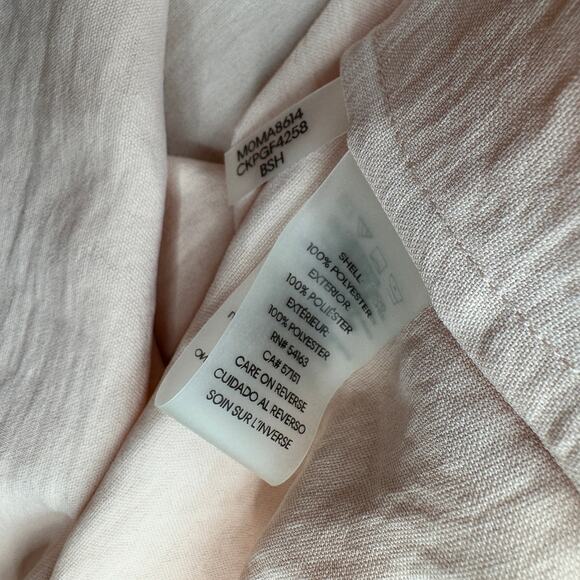 M0MA8614
CKPGF4258
BSH
SHELL
100% POLYESTER
EXTERIOR
100% POLIÉSTER
EXTÉRIEUR
100% POLYESTER
RN# 54163
CA# 57151
CARE ON REVERSE
CUIDADO AL REVERSO
SOIN SUR L'INVERSE